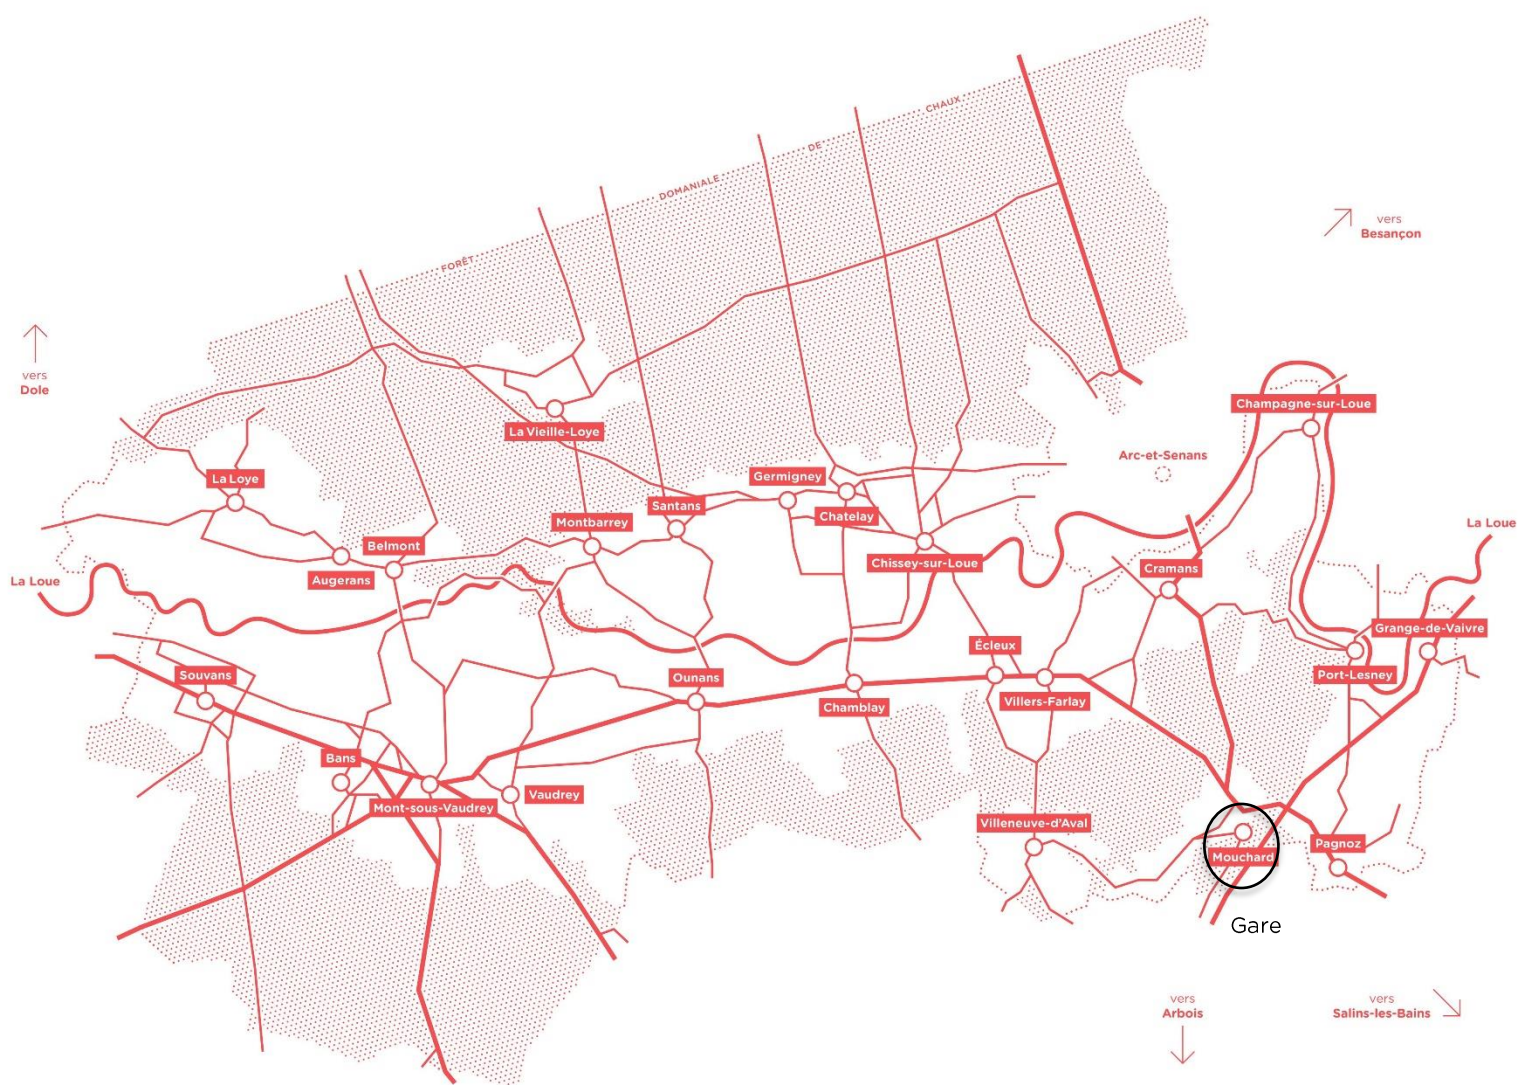 CHAUX
DE
DOMANIALE
FORÊT
vers
Besançon
vers
Dole
Champagne-sur-Loue
La Vieille-Loye
Arc-et-Senans
La Loye
Germigney
Santans
Chatelay
Montbarrey
La Loue
Belmont
Chissey-sur-Loue
Cramans
Augerans
La Loue
Grange-de-Vaivre
Écleux
Souvans
Ounans
Port-Lesney
Villers-Farlay
Chamblay
Bans
Vaudrey
Mont-sous-Vaudrey
Villeneuve-d'Aval
Pagnoz
Mouchard
Gare
vers
Arbois
vers
Salins-les-Bains